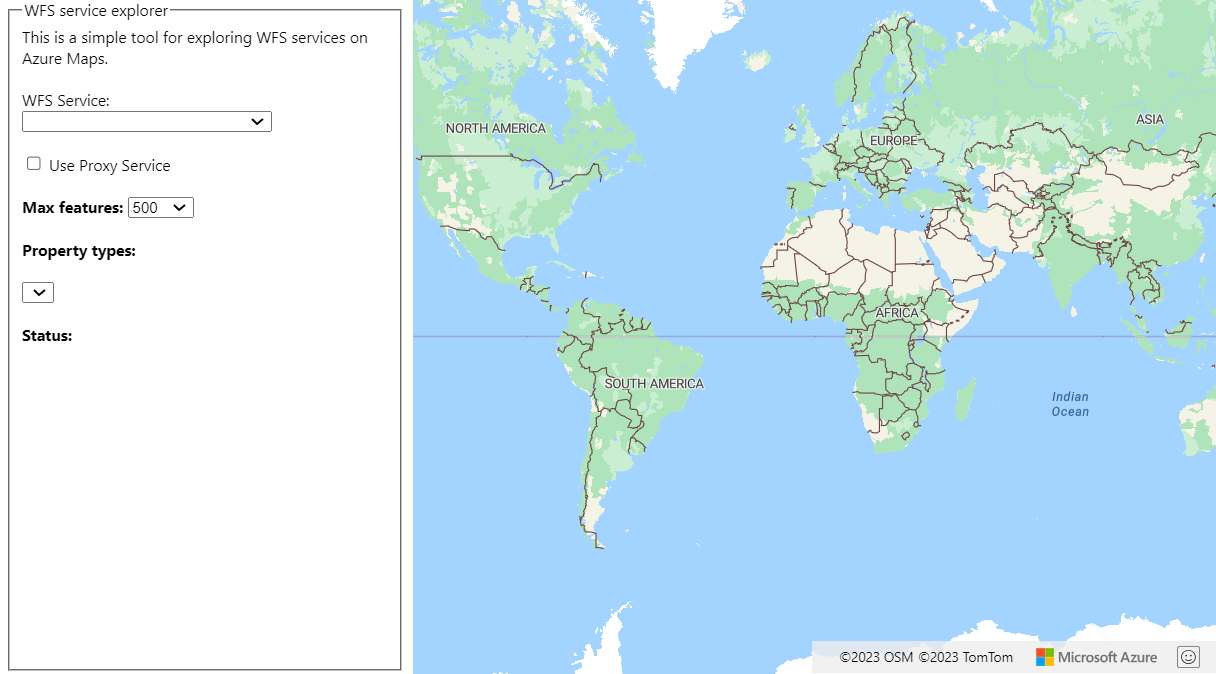 WFS service explorer
This is a simple tool for exploring WFS services on
Azure Maps.
WFS Service:
Use Proxy Service
Max features: 500
Property types:
Status:
NORTH AMERICA
EUROPE
ASIA
AFRICA
SOUTH AMERICA
Indian
Ocean
©2023 OSM ©2023 TomTom
Microsoft Azure